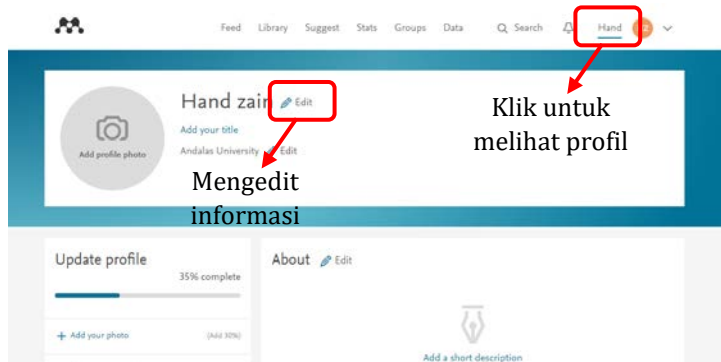 Feed Library Suggest Stats Groups Data Search Hand
Hand zain Edit
Klik untuk
melihat profil
Add your title
Add profile photo
Andalas University Edit
Mengedit
informasi
Update profile
35% complete
About Edit
Add your photo (Add 30%)
Add a short description